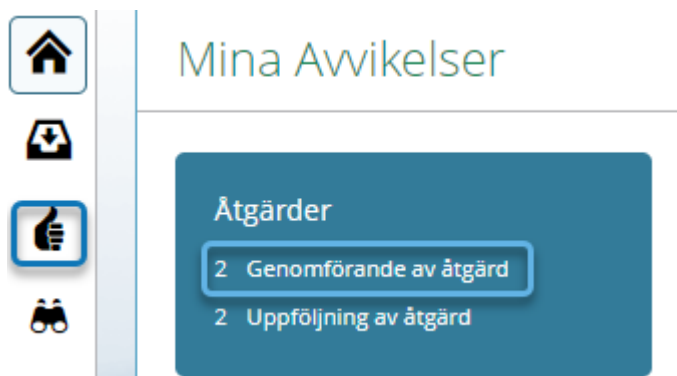 Mina Avvikelser
Åtgärder
2 Genomförande av åtgärd
2 Uppföljning av åtgärd